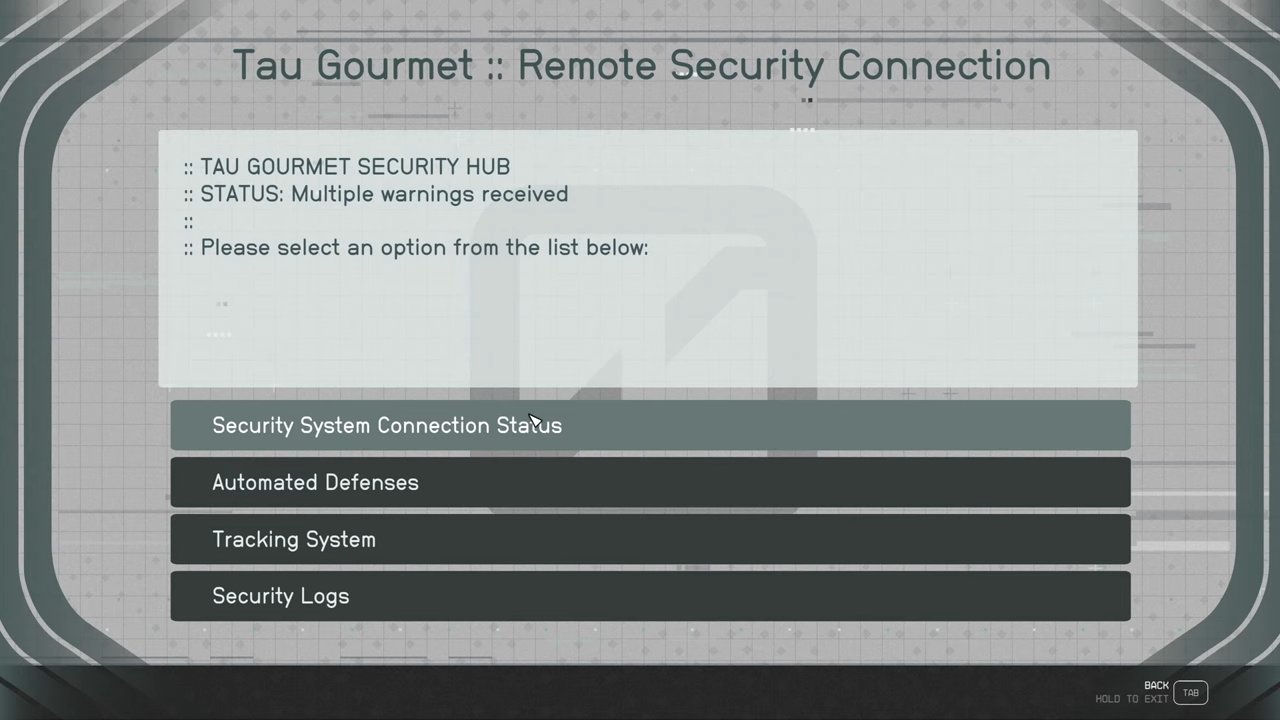 Tau Gourmet :: Remote Security Connection
:: TAU GOURMET SECURITY HUB
:: STATUS: Multiple warnings received
::
:: Please select an option from the list below:
Security System Connection Status
Automated Defenses
Tracking System
Security Logs
BACK
HOLD TO EXIT
TAB